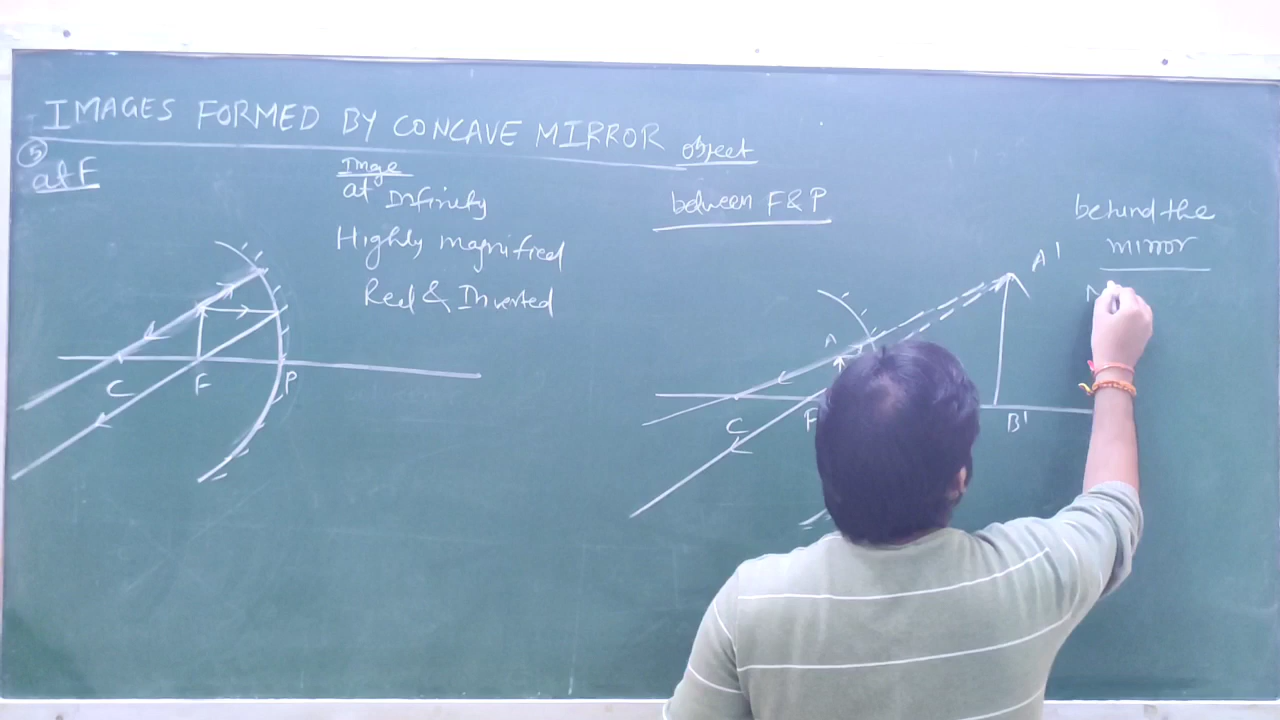 IMAGES FORMED BY CONCAVE MIRROR
5
at F
Image
at Infinity
Highly magnified
Real & Inverted
C F P
object
between F & P
behind the
mirror
A'
A
C F B'